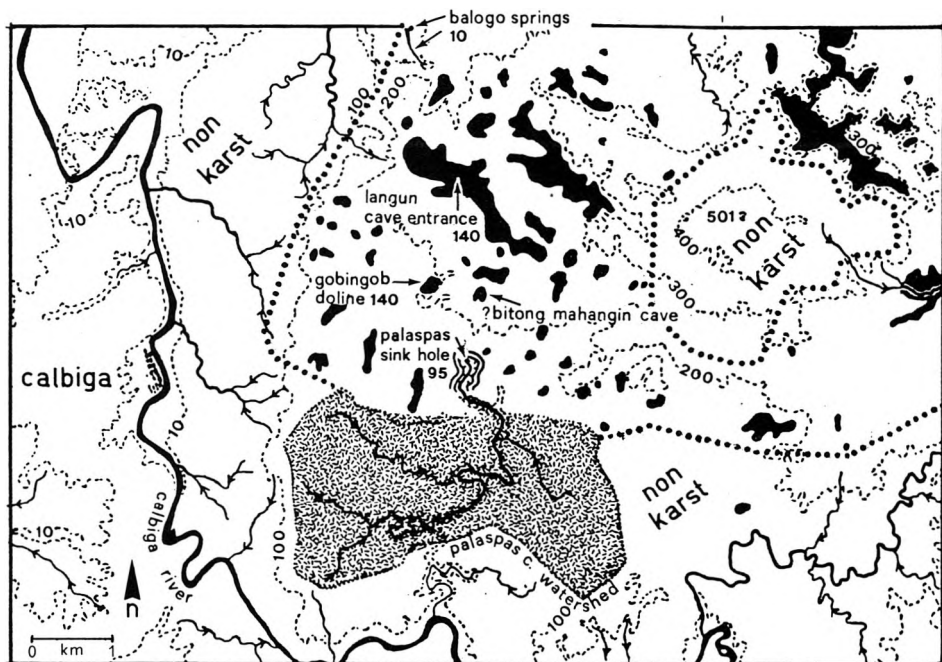 balogo springs
10
10
100
200
non
karst
300
langun
cave entrance
140
10
501?
400
non
karst
gobingob
doline 140
300
?bitong mahangin cave
palaspas
sink hole
95
200
calbiga
10
non
karst
calbiga
river
10
100
palaspas c. watershed
100
n
0 km 1